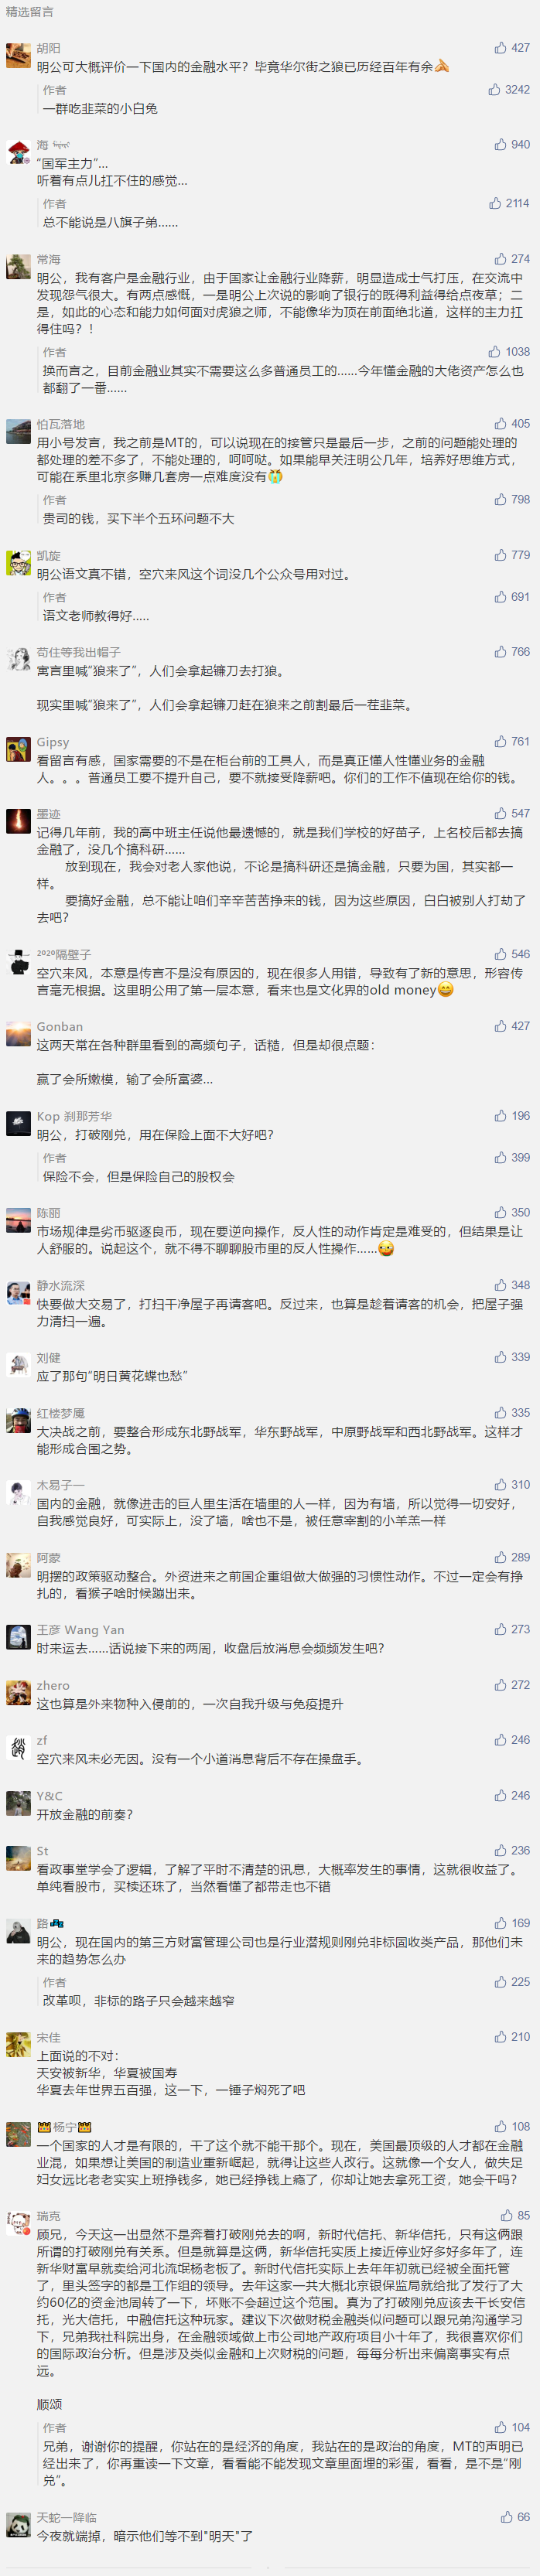 精选留言
胡阳
427
明公可大概评价一下国内的金融水平？毕竟华尔街之狼已历经百年有余
作者
3242
一群吃韭菜的小白兔
海
940
“国军主力”...
听着有点儿扛不住的感觉...
作者
2114
总不能说是八旗子弟......
常海
274
明公，我有客户是金融行业，由于国家让金融行业降薪，明显造成士气打压，在交流中
发现怨气很大。有两点感慨，一是明公上次说的影响了银行的既得利益得给点夜草；二
是，如此的心态和能力如何面对虎狼之师，不能像华为顶在前面绝北道，这样的主力扛
得住吗？！
作者
1038
换而言之，目前金融业其实不需要这么多普通员工的......今年懂金融的大佬资产怎么也
都翻了一番......
怕瓦落地
405
用小号发言，我之前是MT的，可以说现在的接管只是最后一步，之前的问题能处理的
都处理的差不多了，不能处理的，呵呵哒。如果能早关注明公几年，培养好思维方式，
可能在系里北京多赚几套房一点难度没有😭
作者
798
贵司的钱，买下半个五环问题不大
凯旋
779
明公语文真不错，空穴来风这个词没几个公众号用对过。
作者
691
语文老师教得好.....
苟住等我出帽子
766
寓言里喊“狼来了”，人们会拿起镰刀去打狼。
现实里喊“狼来了”，人们会拿起镰刀赶在狼来之前割最后一茬韭菜。
Gipsy
761
看留言有感，国家需要的不是在柜台前的工具人，而是真正懂人性懂业务的金融
人。。。普通员工要不提升自己，要不就接受降薪吧。你们的工作不值现在给你的钱。
墨迹
547
记得几年前，我的高中班主任说他最遗憾的，就是我们学校的好苗子，上名校后都去搞
金融了，没几个搞科研......
放到现在，我会对老人家他说，不论是搞科研还是搞金融，只要为国，其实都一
样。
要搞好金融，总不能让咱们辛辛苦苦挣来的钱，因为这些原因，白白被别人打劫了
去吧？
²⁰²⁰隔壁子
546
空穴来风，本意是传言不是没有原因的，现在很多人用错，导致有了新的意思，形容传
言毫无根据。这里明公用了第一层本意，看来也是文化界的old money😄
Gonban
427
这两天常在各种群里看到的高频句子，话糙，但是却很点题：
赢了会所嫩模，输了会所富婆...
Kop 刹那芳华
196
明公，打破刚兑，用在保险上面不大好吧？
作者
399
保险不会，但是保险自己的股权会
陈丽
350
市场规律是劣币驱逐良币，现在要逆向操作，反人性的动作肯定是难受的，但结果是让
人舒服的。说起这个，就不得不聊聊股市里的反人性操作......
静水流深
348
快要做大交易了，打扫干净屋子再请客吧。反过来，也算是趁着请客的机会，把屋子强
力清扫一遍。
刘健
339
应了那句“明日黄花蝶也愁”
红楼梦魇
335
大决战之前，要整合形成东北野战军，华东野战军，中原野战军和西北野战军。这样才
能形成合围之势。
木易子一
310
国内的金融，就像进击的巨人里生活在墙里的人一样，因为有墙，所以觉得一切安好，
自我感觉良好，可实际上，没了墙，啥也不是，被任意宰割的小羊羔一样
阿蒙
289
明摆的政策驱动整合。外资进来之前国企重组做大做强的习惯性动作。不过一定会有挣
扎的，看猴子啥时候蹦出来。
王彦 Wang Yan
273
时来运去......话说接下来的两周，收盘后放消息会频频发生吧？
zhero
272
这也算是外来物种入侵前的，一次自我升级与免疫提升
zf
246
空穴来风未必无因。没有一个小道消息背后不存在操盘手。
Y&C
246
开放金融的前奏？
St
236
看政事堂学会了逻辑，了解了平时不清楚的讯息，大概率发生的事情，这就很收益了。
单纯看股市，买椟还珠了，当然看懂了都带走也不错
路
169
明公，现在国内的第三方财富管理公司也是行业潜规则刚兑非标固收类产品，那他们未
来的趋势怎么办
作者
225
改革呗，非标的路子只会越来越窄
宋佳
210
上面说的不对：
天安被新华，华夏被国寿
华夏去年世界五百强，这一下，一锤子焖死了吧
杨宁
108
一个国家的人才是有限的，干了这个就不能干那个。现在，美国最顶级的人才都在金融
业混，如果想让美国的制造业重新崛起，就得让这些人改行。这就像一个女人，做失足
妇女远比老老实实上班挣钱多，她已经挣钱上瘾了，你却让她去拿死工资，她会干吗？
瑞克
85
顾兄，今天这一出显然不是奔着打破刚兑去的啊，新时代信托、新华信托，只有这俩跟
所谓的打破刚兑有关系。但是就算是这俩，新华信托实质上接近停业好多好多年了，连
新华财富早就卖给河北流氓杨老板了。新时代信托实际上去年年初就已经被全面托管
了，里头签字的都是工作组的领导。去年这家一共大概北京银保监局就给批了发行了大
约60亿的资金池周转了一下，坏账不会超过这个范围。真为了打破刚兑应该去干长安信
托，光大信托，中融信托这种玩家。建议下次做财税金融类似问题可以跟兄弟沟通学习
下，兄弟我社科院出身，在金融领域做上市公司地产政府项目小十年了，我很喜欢你们
的国际政治分析。但是涉及类似金融和上次财税的问题，每每分析出来偏离事实有点
远。
顺颂
作者
104
兄弟，谢谢你的提醒，你站在的是经济的角度，我站在的是政治的角度，MT的声明已
经出来了，你再重读一下文章，看看能不能发现文章里面埋的彩蛋，看看，是不是“刚
兑”。
天蛇一降临
66
今夜就端掉，暗示他们等不到"明天"了